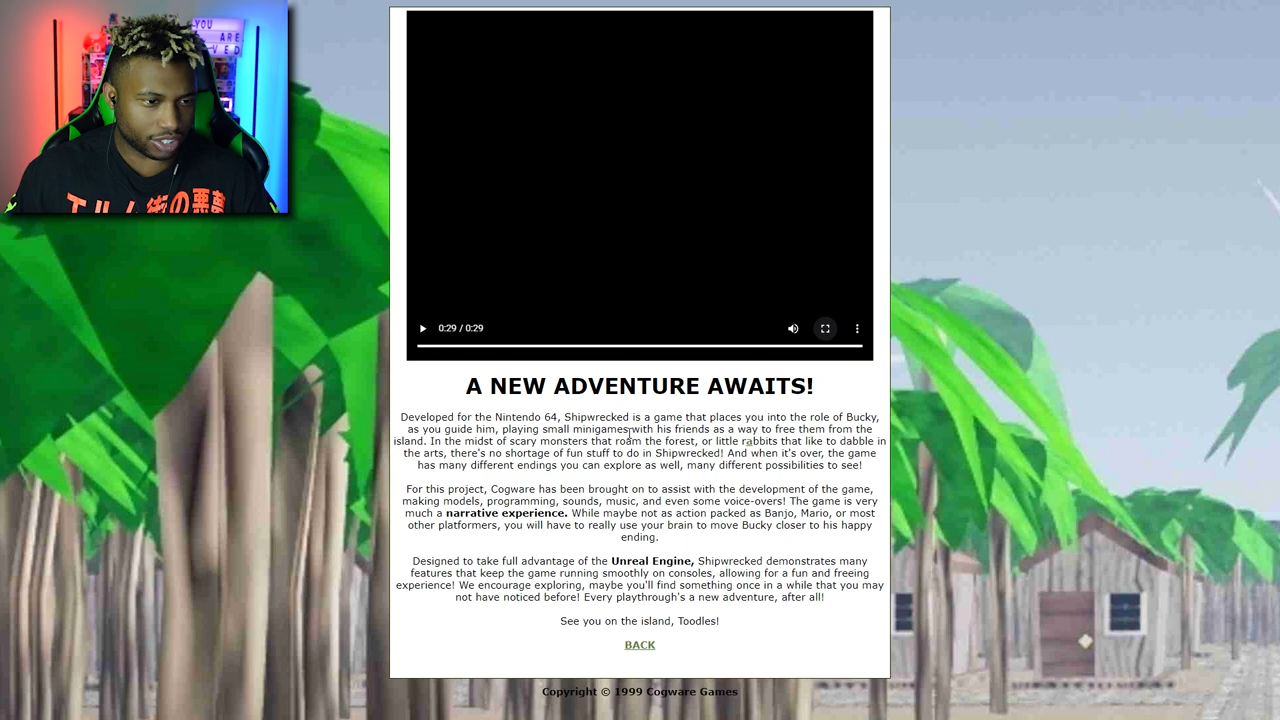 YOU
ARE
VED
エルム街の悪夢
0:29 / 0:29
A NEW ADVENTURE AWAITS!
Developed for the Nintendo 64, Shipwrecked is a game that places you into the role of Bucky,
as you guide him, playing small minigames with his friends as a way to free them from the
island. In the midst of scary monsters that roam the forest, or little rabbits that like to dabble in
the arts, there's no shortage of fun stuff to do in Shipwrecked! And when it's over, the game
has many different endings you can explore as well, many different possibilities to see!
For this project, Cogware has been brought on to assist with the development of the game,
making models, programming, sounds, music, and even some voice-overs! The game is very
much a narrative experience. While maybe not as action packed as Banjo, Mario, or most
other platformers, you will have to really use your brain to move Bucky closer to his happy
ending.
Designed to take full advantage of the Unreal Engine, Shipwrecked demonstrates many
features that keep the game running smoothly on consoles, allowing for a fun and freeing
experience! We encourage exploring, maybe you'll find something once in a while that you may
not have noticed before! Every playthrough's a new adventure, after all!
See you on the island, Toodles!
BACK
Copyright © 1999 Cogware Games